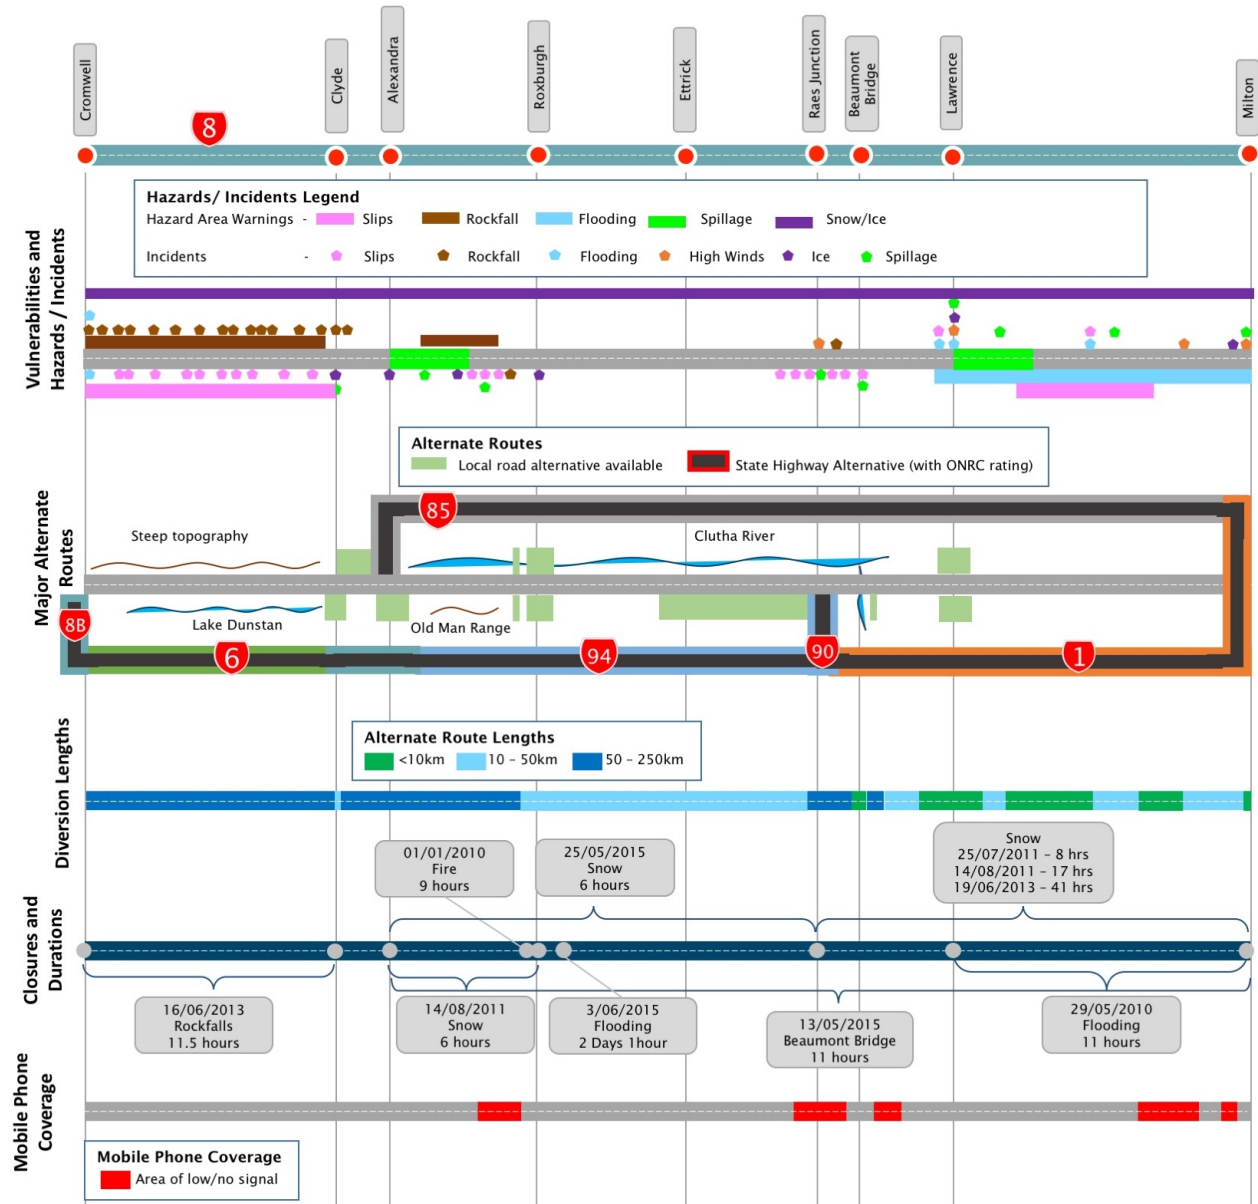 Cromwell
Clyde
Alexandra
Roxburgh
Ettrick
Raes Junction
Beaumont
Bridge
Lawrence
Milton
8
Vulnerabilities and
Hazards / Incidents
Hazards/ Incidents Legend
Hazard Area Warnings - Slips Rockfall Flooding Spillage Snow/Ice
Incidents - Slips Rockfall Flooding High Winds Ice Spillage
Major Alternate
Routes
Alternate Routes
Local road alternative available State Highway Alternative (with ONRC rating)
85
Steep topography
Clutha River
8B
Lake Dunstan
Old Man Range
6
94
90
1
Diversion Lengths
Alternate Route Lengths
<10km 10 – 50km 50 – 250km
Closures and
Durations
01/01/2010
Fire
9 hours
25/05/2015
Snow
6 hours
Snow
25/07/2011 – 8 hrs
14/08/2011 – 17 hrs
19/06/2013 – 41 hrs
16/06/2013
Rockfalls
11.5 hours
14/08/2011
Snow
6 hours
3/06/2015
Flooding
2 Days 1hour
13/05/2015
Beaumont Bridge
11 hours
29/05/2010
Flooding
11 hours
Mobile Phone
Coverage
Mobile Phone Coverage
Area of low/no signal